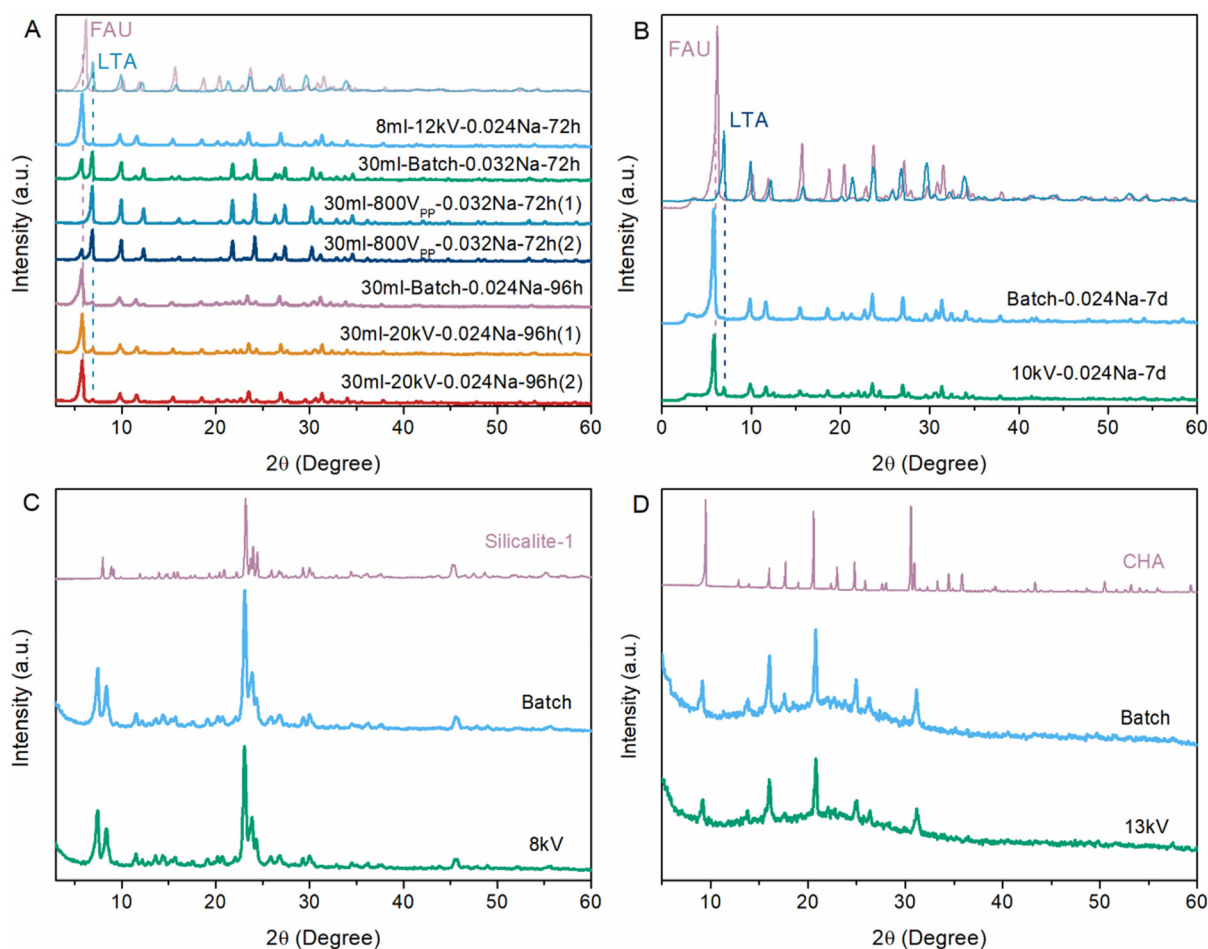 A
FAU
LTA
8ml-12kV-0.024Na-72h
30ml-Batch-0.032Na-72h
30ml-800V_PP-0.032Na-72h(1)
30ml-800V_PP-0.032Na-72h(2)
30ml-Batch-0.024Na-96h
30ml-20kV-0.024Na-96h(1)
30ml-20kV-0.024Na-96h(2)
Intensity (a.u.)
10 20 30 40 50 60
2θ (Degree)
B
FAU
LTA
Batch-0.024Na-7d
10kV-0.024Na-7d
Intensity (a.u.)
0 10 20 30 40 50 60
2θ (Degree)
C
Silicalite-1
Batch
8kV
Intensity (a.u.)
10 20 30 40 50 60
2θ (Degree)
D
CHA
Batch
13kV
Intensity (a.u.)
10 20 30 40 50 60
2θ (Degree)